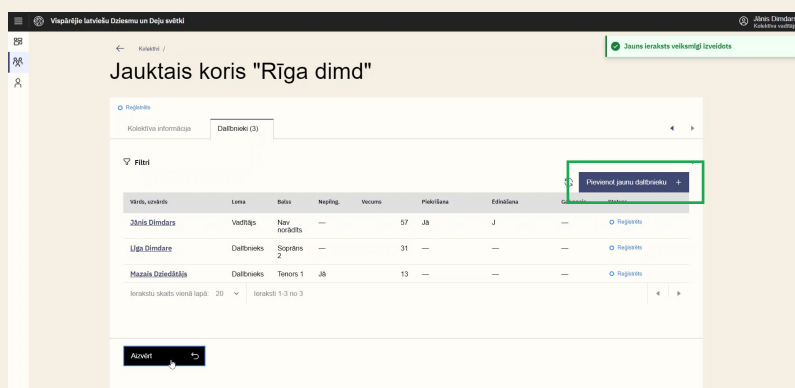 Vispārējie latviešu Dziesmu un Deju svētki
Jānis Dimdars
Kolektīva vadītājs
Kolektīvi /
Jauns ieraksts veiksmīgi izveidots
Jauktais koris "Rīga dimd"
Reģistrēts
Kolektīva informācija Dalībnieki (3)
Filtri
Pievienot jaunu dalībnieku +
Vārds, uzvārds Loma Balss Nepilng. Vecums Piekrišana Ēdināšana
Jānis Dimdars Vadītājs Nav norādīts — 57 Jā J — Reģistrēts
Līga Dimdare Dalībnieks Soprāns 2 — 31 — — — Reģistrēts
Mazais Dziedātājs Dalībnieks Tenors 1 Jā 13 — — — Reģistrēts
Ierakstu skaits vienā lapā: 20 Ieraksti 1-3 no 3
Aizvērt